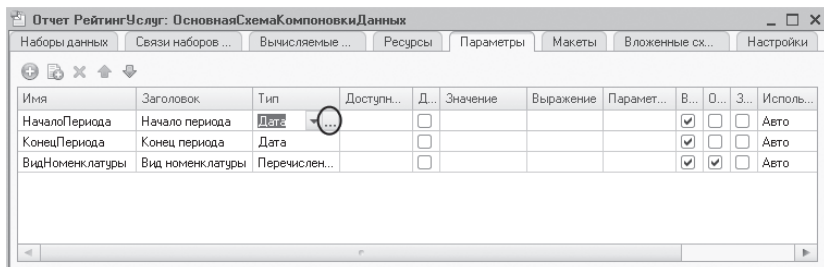 Отчет РейтингУслуг: ОсновнаяСхемаКомпоновкиДанных
Наборы данных Связи наборов ... Вычисляемые ... Ресурсы Параметры Макеты Вложенные сх... Настройки
Имя Заголовок Тип Доступн... Д... Значение Выражение Парамет... В... О... З... Исполь...
НачалоПериода Начало периода Дата ... Авто
КонецПериода Конец периода Дата Авто
ВидНоменклатуры Вид номенклатуры Перечислен... Авто